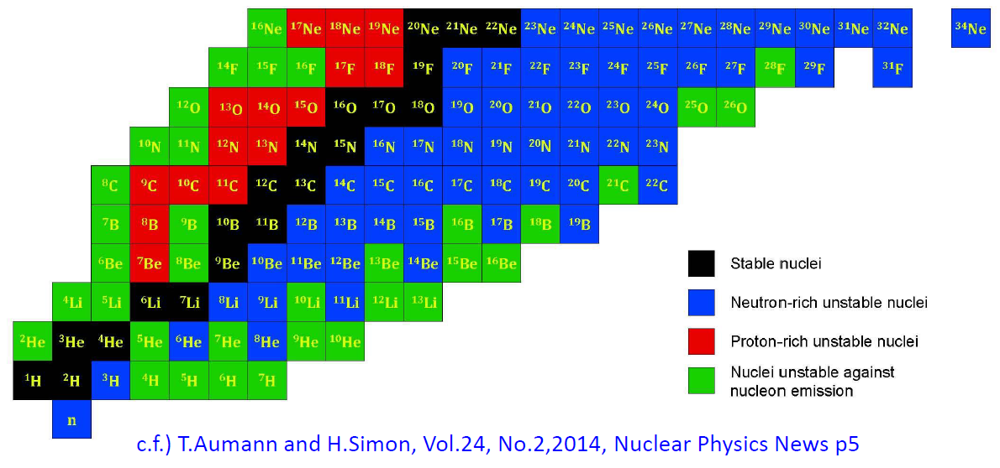 ¹⁶Ne ¹⁷Ne ¹⁸Ne ¹⁹Ne ²⁰Ne ²¹Ne ²²Ne ²³Ne ²⁴Ne ²⁵Ne ²⁶Ne ²⁷Ne ²⁸Ne ²⁹Ne ³⁰Ne ³¹Ne ³²Ne ³⁴Ne
¹⁴F ¹⁵F ¹⁶F ¹⁷F ¹⁸F ¹⁹F ²⁰F ²¹F ²²F ²³F ²⁴F ²⁵F ²⁶F ²⁷F ²⁸F ²⁹F ³¹F
¹²O ¹³O ¹⁴O ¹⁵O ¹⁶O ¹⁷O ¹⁸O ¹⁹O ²⁰O ²¹O ²²O ²³O ²⁴O ²⁵O ²⁶O
¹⁰N ¹¹N ¹²N ¹³N ¹⁴N ¹⁵N ¹⁶N ¹⁷N ¹⁸N ¹⁹N ²⁰N ²¹N ²²N ²³N
⁸C ⁹C ¹⁰C ¹¹C ¹²C ¹³C ¹⁴C ¹⁵C ¹⁶C ¹⁷C ¹⁸C ¹⁹C ²⁰C ²¹C ²²C
⁷B ⁸B ⁹B ¹⁰B ¹¹B ¹²B ¹³B ¹⁴B ¹⁵B ¹⁶B ¹⁷B ¹⁸B ¹⁹B
⁶Be ⁷Be ⁸Be ⁹Be ¹⁰Be ¹¹Be ¹²Be ¹³Be ¹⁴Be ¹⁵Be ¹⁶Be
⁴Li ⁵Li ⁶Li ⁷Li ⁸Li ⁹Li ¹⁰Li ¹¹Li ¹²Li ¹³Li
²He ³He ⁴He ⁵He ⁶He ⁷He ⁸He ⁹He ¹⁰He
¹H ²H ³H ⁴H ⁵H ⁶H ⁷H
n
Stable nuclei
Neutron-rich unstable nuclei
Proton-rich unstable nuclei
Nuclei unstable against
nucleon emission
c.f.) T.Aumann and H.Simon, Vol.24, No.2,2014, Nuclear Physics News p5